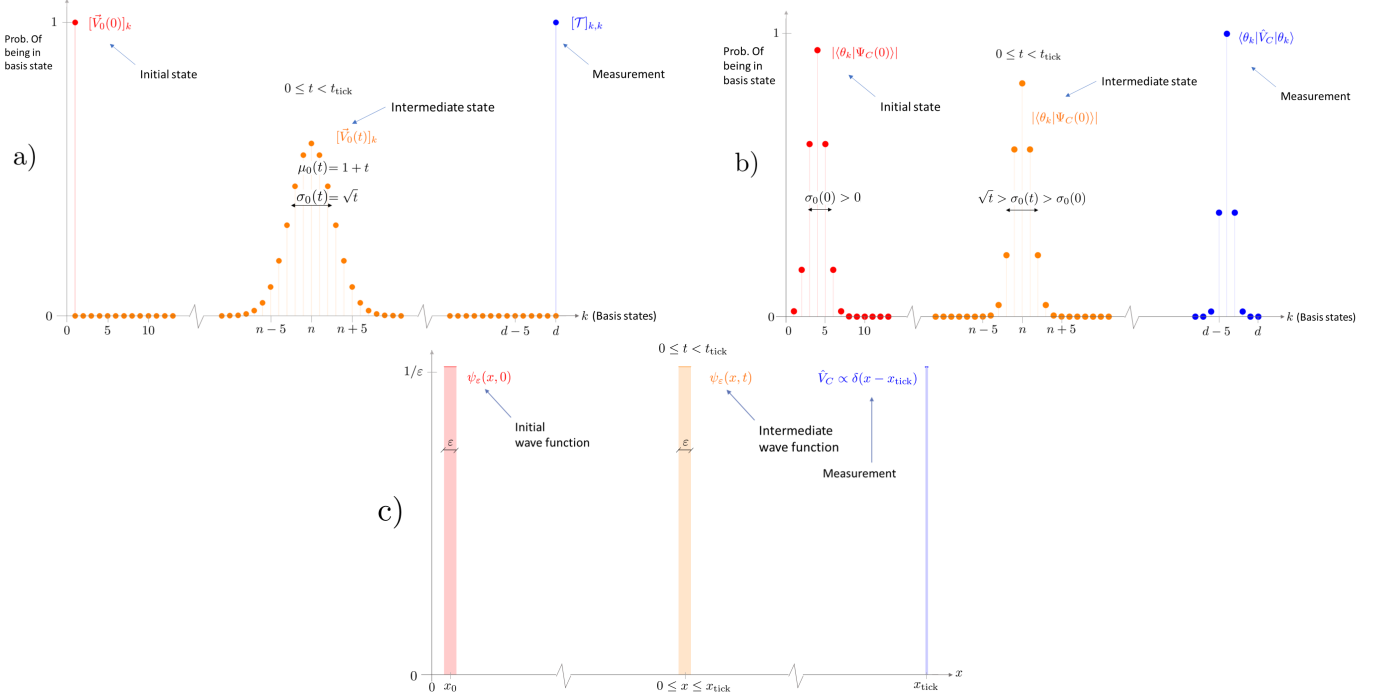 a)
Prob. Of
being in
basis state
1
0
[V⃗₀(0)]ₖ
Initial state
0 ≤ t < t_tick
Intermediate state
[V⃗₀(t)]ₖ
μ₀(t) = 1 + t
σ₀(t) = √t
[𝒯]ₖ,ₖ
Measurement
0 5 10 n − 5 n n + 5 d − 5 d
k (Basis states)
b)
Prob. Of
being in
basis state
1
0
|⟨θₖ|Ψ_C(0)⟩|
Initial state
σ₀(0) > 0
0 ≤ t < t_tick
Intermediate state
|⟨θₖ|Ψ_C(0)⟩|
√t > σ₀(t) > σ₀(0)
⟨θₖ|V̂_C|θₖ⟩
Measurement
0 5 10 n − 5 n n + 5 d − 5 d
k (Basis states)
c)
1/ε
0
ψ_ε(x, 0)
Initial
wave function
ε
0 ≤ t < t_tick
ψ_ε(x, t)
Intermediate
wave function
ε
V̂_C ∝ δ(x − x_tick)
Measurement
0 x₀ 0 ≤ x ≤ x_tick x_tick
x